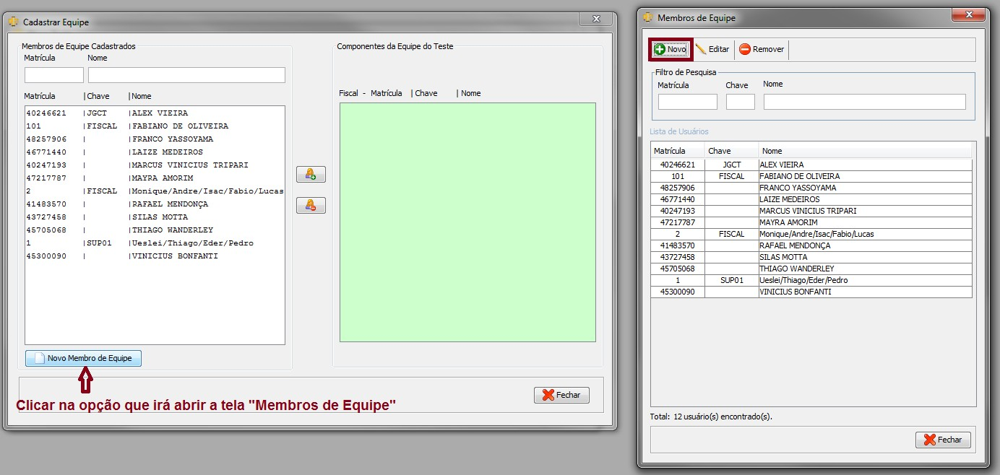 Cadastrar Equipe
Membros de Equipe Cadastrados
Matrícula Nome
Matrícula |Chave |Nome
40246621 |JGCT |ALEX VIEIRA
101 |FISCAL |FABIANO DE OLIVEIRA
48257906 | |FRANCO YASSOYAMA
46771440 | |LAIZE MEDEIROS
40247193 | |MARCUS VINICIUS TRIPARI
47217787 | |MAYRA AMORIM
2 |FISCAL |Monique/Andre/Isac/Fabio/Lucas
41483570 | |RAFAEL MENDONÇA
43727458 | |SILAS MOTTA
45705068 | |THIAGO WANDERLEY
1 |SUP01 |Ueslei/Thiago/Eder/Pedro
45300090 | |VINICIUS BONFANTI
Novo Membro de Equipe
Componentes da Equipe do Teste
Fiscal - Matrícula |Chave | Nome
Fechar
Clicar na opção que irá abrir a tela "Membros de Equipe"
Membros de Equipe
Novo Editar Remover
Filtro de Pesquisa
Matrícula Chave Nome
Lista de Usuários
Matrícula Chave Nome
40246621 JGCT ALEX VIEIRA
101 FISCAL FABIANO DE OLIVEIRA
48257906 FRANCO YASSOYAMA
46771440 LAIZE MEDEIROS
40247193 MARCUS VINICIUS TRIPARI
47217787 MAYRA AMORIM
2 FISCAL Monique/Andre/Isac/Fabio/Lucas
41483570 RAFAEL MENDONÇA
43727458 SILAS MOTTA
45705068 THIAGO WANDERLEY
1 SUP01 Ueslei/Thiago/Eder/Pedro
45300090 VINICIUS BONFANTI
Total: 12 usuário(s) encontrado(s).
Fechar